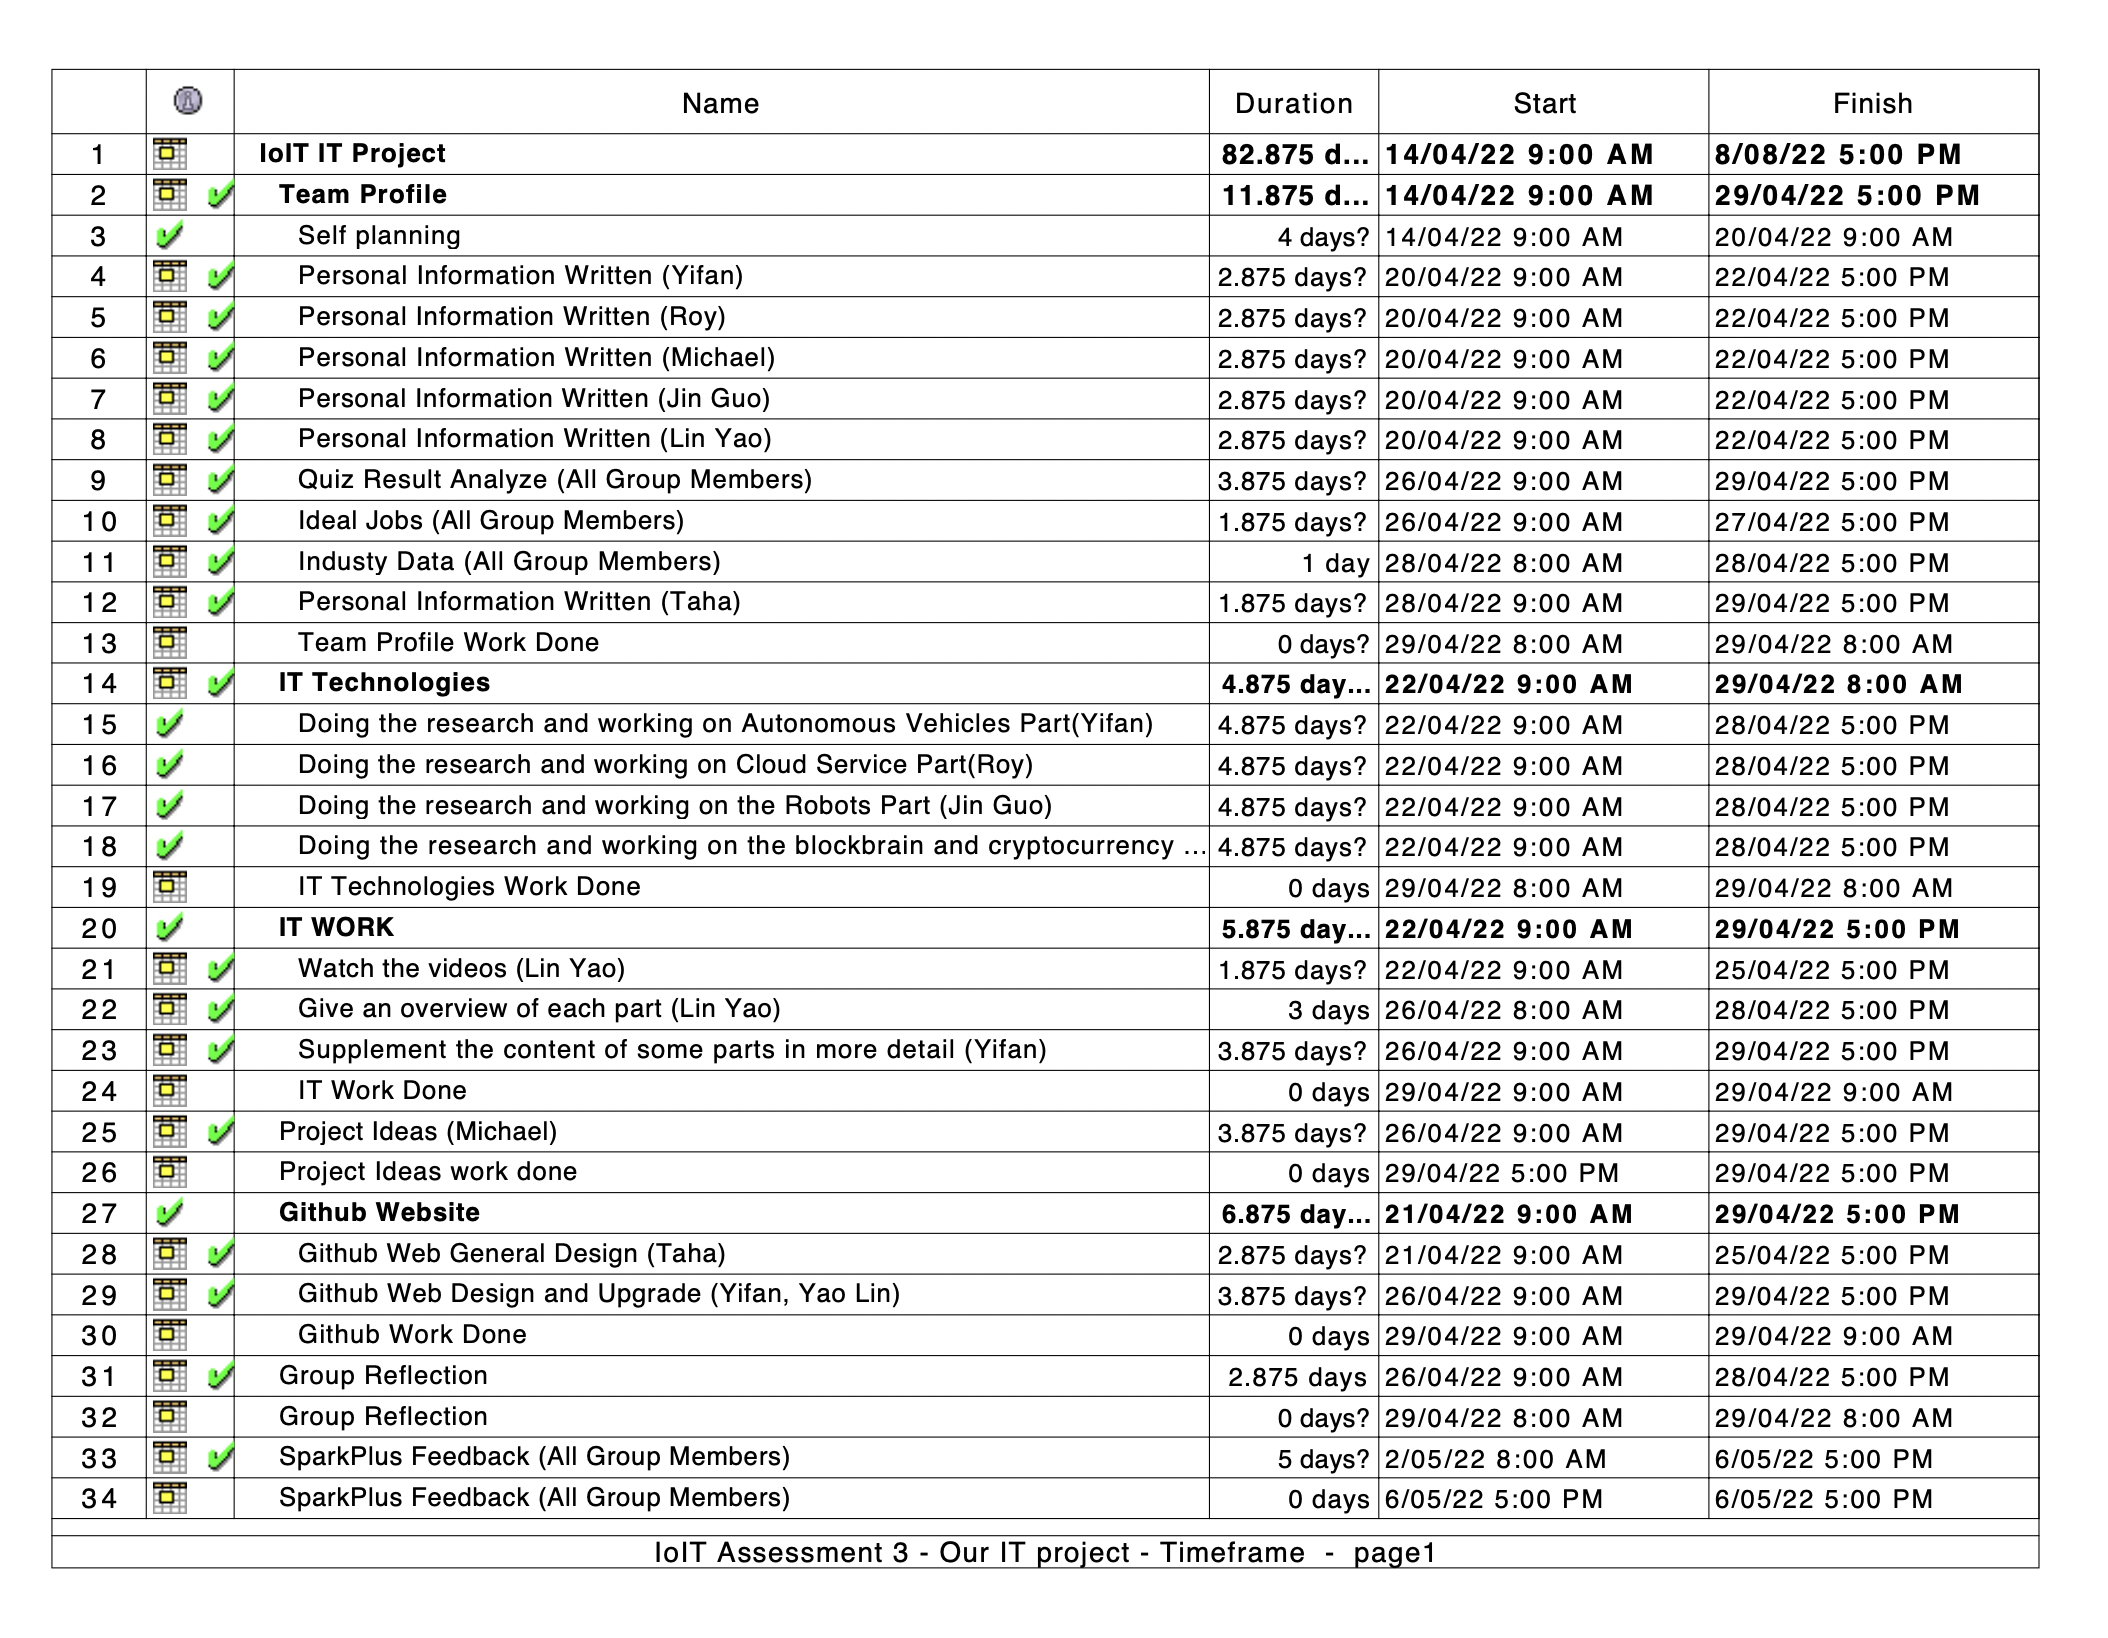 Name Duration Start Finish
1 IoIT IT Project 82.875 d... 14/04/22 9:00 AM 8/08/22 5:00 PM
2 Team Profile 11.875 d... 14/04/22 9:00 AM 29/04/22 5:00 PM
3 Self planning 4 days? 14/04/22 9:00 AM 20/04/22 9:00 AM
4 Personal Information Written (Yifan) 2.875 days? 20/04/22 9:00 AM 22/04/22 5:00 PM
5 Personal Information Written (Roy) 2.875 days? 20/04/22 9:00 AM 22/04/22 5:00 PM
6 Personal Information Written (Michael) 2.875 days? 20/04/22 9:00 AM 22/04/22 5:00 PM
7 Personal Information Written (Jin Guo) 2.875 days? 20/04/22 9:00 AM 22/04/22 5:00 PM
8 Personal Information Written (Lin Yao) 2.875 days? 20/04/22 9:00 AM 22/04/22 5:00 PM
9 Quiz Result Analyze (All Group Members) 3.875 days? 26/04/22 9:00 AM 29/04/22 5:00 PM
10 Ideal Jobs (All Group Members) 1.875 days? 26/04/22 9:00 AM 27/04/22 5:00 PM
11 Industy Data (All Group Members) 1 day 28/04/22 8:00 AM 28/04/22 5:00 PM
12 Personal Information Written (Taha) 1.875 days? 28/04/22 9:00 AM 29/04/22 5:00 PM
13 Team Profile Work Done 0 days? 29/04/22 8:00 AM 29/04/22 8:00 AM
14 IT Technologies 4.875 day... 22/04/22 9:00 AM 29/04/22 8:00 AM
15 Doing the research and working on Autonomous Vehicles Part(Yifan) 4.875 days? 22/04/22 9:00 AM 28/04/22 5:00 PM
16 Doing the research and working on Cloud Service Part(Roy) 4.875 days? 22/04/22 9:00 AM 28/04/22 5:00 PM
17 Doing the research and working on the Robots Part (Jin Guo) 4.875 days? 22/04/22 9:00 AM 28/04/22 5:00 PM
18 Doing the research and working on the blockbrain and cryptocurrency ... 4.875 days? 22/04/22 9:00 AM 28/04/22 5:00 PM
19 IT Technologies Work Done 0 days 29/04/22 8:00 AM 29/04/22 8:00 AM
20 IT WORK 5.875 day... 22/04/22 9:00 AM 29/04/22 5:00 PM
21 Watch the videos (Lin Yao) 1.875 days? 22/04/22 9:00 AM 25/04/22 5:00 PM
22 Give an overview of each part (Lin Yao) 3 days 26/04/22 8:00 AM 28/04/22 5:00 PM
23 Supplement the content of some parts in more detail (Yifan) 3.875 days? 26/04/22 9:00 AM 29/04/22 5:00 PM
24 IT Work Done 0 days 29/04/22 9:00 AM 29/04/22 9:00 AM
25 Project Ideas (Michael) 3.875 days? 26/04/22 9:00 AM 29/04/22 5:00 PM
26 Project Ideas work done 0 days 29/04/22 5:00 PM 29/04/22 5:00 PM
27 Github Website 6.875 day... 21/04/22 9:00 AM 29/04/22 5:00 PM
28 Github Web General Design (Taha) 2.875 days? 21/04/22 9:00 AM 25/04/22 5:00 PM
29 Github Web Design and Upgrade (Yifan, Yao Lin) 3.875 days? 26/04/22 9:00 AM 29/04/22 5:00 PM
30 Github Work Done 0 days 29/04/22 9:00 AM 29/04/22 9:00 AM
31 Group Reflection 2.875 days 26/04/22 9:00 AM 28/04/22 5:00 PM
32 Group Reflection 0 days? 29/04/22 8:00 AM 29/04/22 8:00 AM
33 SparkPlus Feedback (All Group Members) 5 days? 2/05/22 8:00 AM 6/05/22 5:00 PM
34 SparkPlus Feedback (All Group Members) 0 days 6/05/22 5:00 PM 6/05/22 5:00 PM
IoIT Assessment 3 - Our IT project - Timeframe - page1